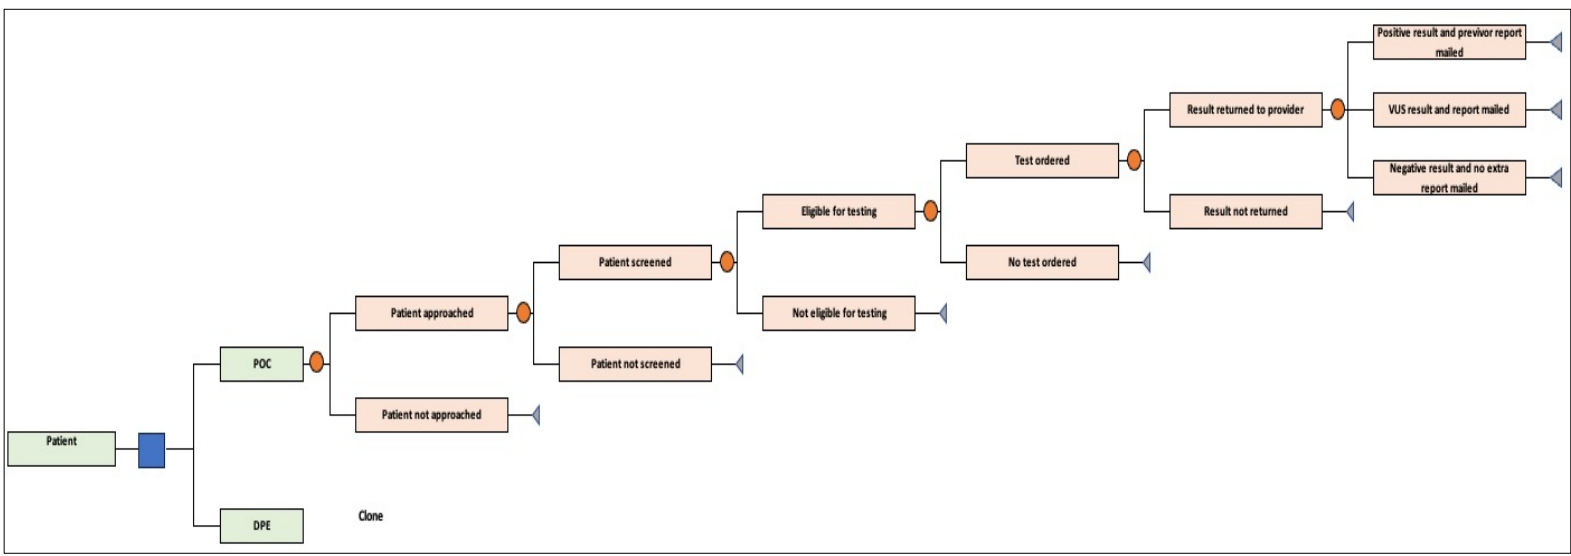 Positive result and previvor report
mailed
Result returned to provider
VUS result and report mailed
Test ordered
Negative result and no extra
report mailed
Eligible for testing
Result not returned
Patient screened
No test ordered
Patient approached
Not eligible for testing
POC
Patient not screened
Patient not approached
Patient
Clone
DPE